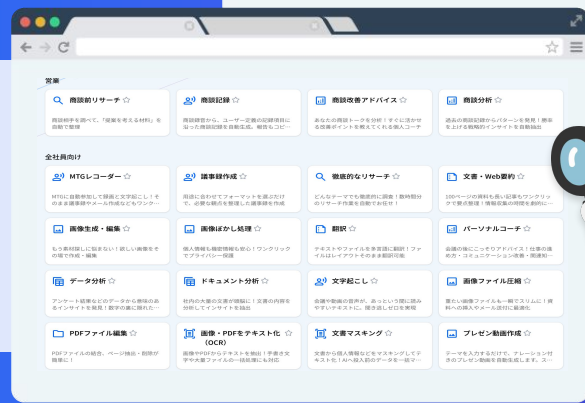 営業
商談前リサーチ
商談記録
商談改善アドバイス
商談分析
商談相手を調べて、「提案を考える材料」を
自動で整理
商談録音から、ユーザー定義の記録項目に
沿った商談記録を自動生成。報告もコピー…
あなたの商談トークを分析！すぐに活かせ
る改善ポイントを教えてくれる個人コーチ
過去の商談記録からパターンを発見！勝率
を上げる戦略的インサイトを自動抽出
全社員向け
MTGレコーダー
議事録作成
徹底的なリサーチ
文書・Web要約
MTGに自動参加して録画と文字起こし！そ
のまま議事録やメール作成などもワンク…
用途に合わせてフォーマットを選ぶだけ
で、必要な観点を整理した議事録を作成
どんなテーマでも徹底的に調査！数時間分
のリサーチ作業を自動でお任せ！
100ページの資料も長い記事もワンクリッ
クで要点整理！情報収集の時間を劇的に…
画像生成・編集
画像ぼかし処理
翻訳
パーソナルコーチ
もう素材探しに悩まない！欲しい画像をそ
の場で作成・編集
個人情報も機密情報も安心！ワンクリック
でプライバシー保護
テキストやファイルを多言語に翻訳！ファ
イルはレイアウトそのまま翻訳可能
会議の後にこっそりアドバイス！仕事の進
め方・コミュニケーション改善・関連知…
データ分析
ドキュメント分析
文字起こし
画像ファイル圧縮
アンケート結果などのデータから意味のあ
るインサイトを発見！数字の裏に隠れた…
社内の大量の文書が頭脳に！文書の内容を
分析してインサイトを抽出
会議や動画の音声が、あっという間に読み
やすいテキストに。聞き逃しゼロを実現
重たい画像ファイルも一瞬でスリムに！資
料への挿入やメール送付に最適化
PDFファイル編集
画像・PDFをテキスト化
（OCR）
文書マスキング
プレゼン動画作成
PDFファイルの結合、ページ抽出・削除が
簡単に！
画像やPDFからテキストを抽出！手書き文
字や大量ファイルの一括処理にも対応
文書から個人情報などをマスキングしてテ
キスト化！AIへ投入前のデータを一括マ…
テーマを入力するだけで、ナレーション付
きのプレゼン動画を自動生成します。ス…